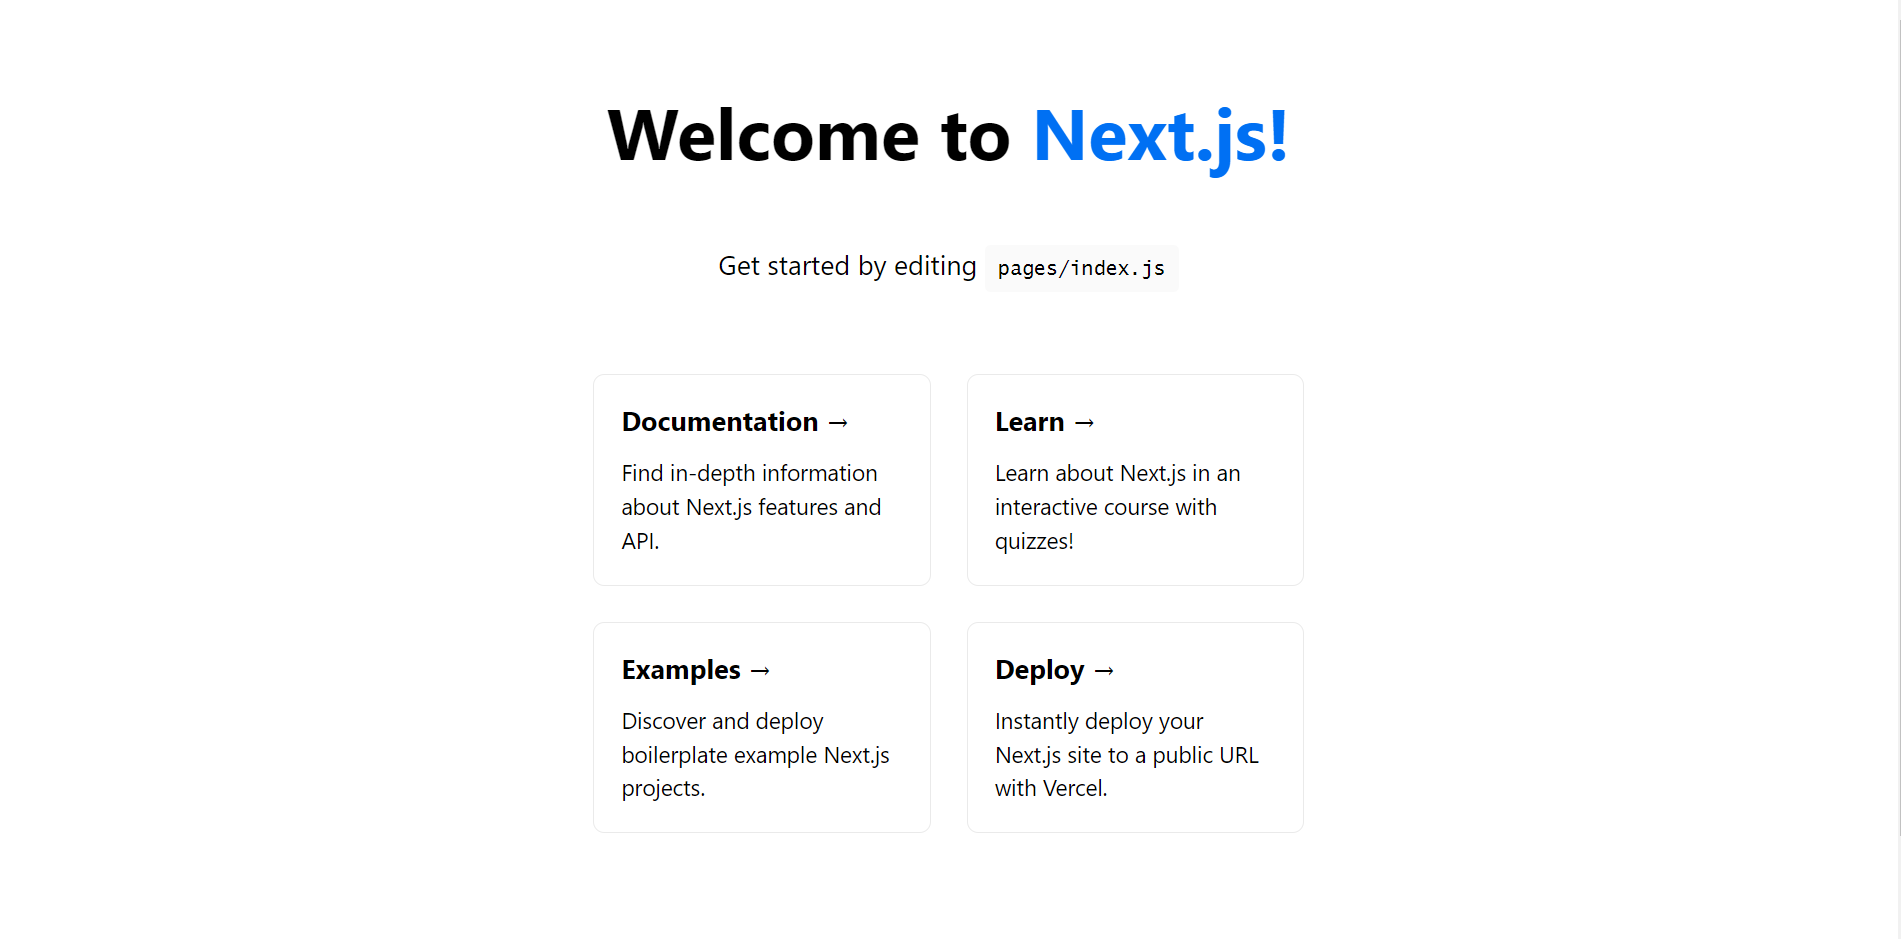 Welcome to Next.js!
Get started by editing pages/index.js
Documentation →
Find in-depth information
about Next.js features and
API.
Learn →
Learn about Next.js in an
interactive course with
quizzes!
Examples →
Discover and deploy
boilerplate example Next.js
projects.
Deploy →
Instantly deploy your
Next.js site to a public URL
with Vercel.